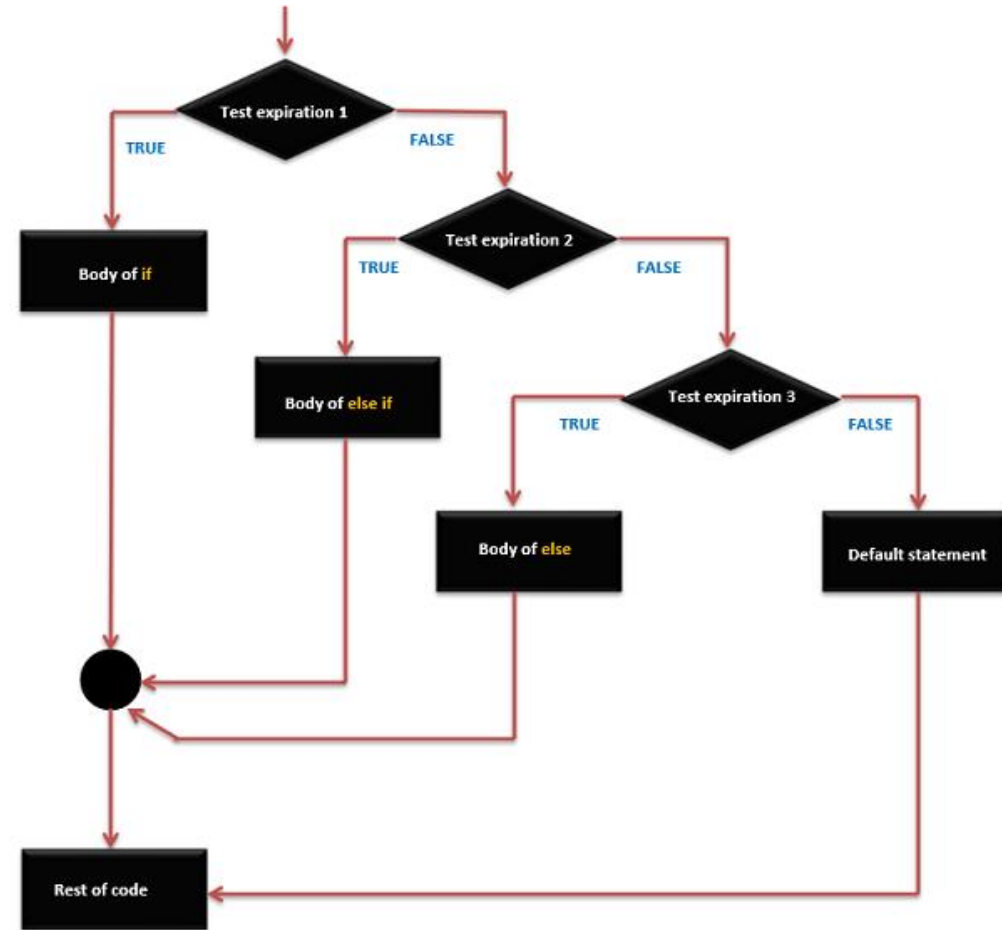 Test expiration 1
TRUE
FALSE
Test expiration 2
Body of if
TRUE
FALSE
Body of else if
Test expiration 3
TRUE
FALSE
Body of else
Default statement
Rest of code